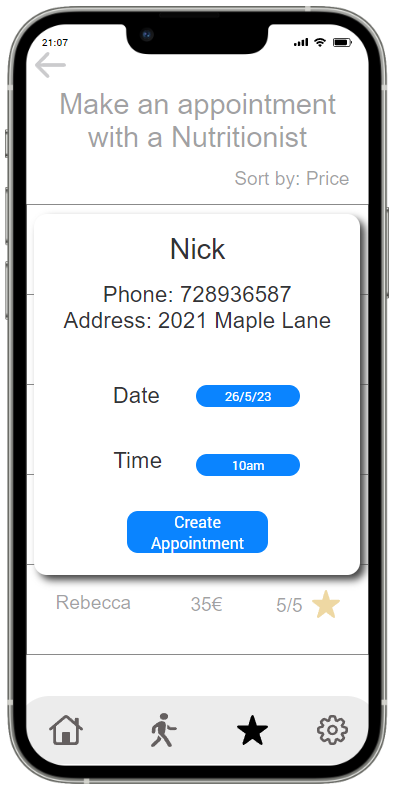 21:07
Make an appointment
with a Nutritionist
Sort by: Price
Nick
Phone: 728936587
Address: 2021 Maple Lane
Date 26/5/23
Time 10am
Create
Appointment
Rebecca 35€ 5/5